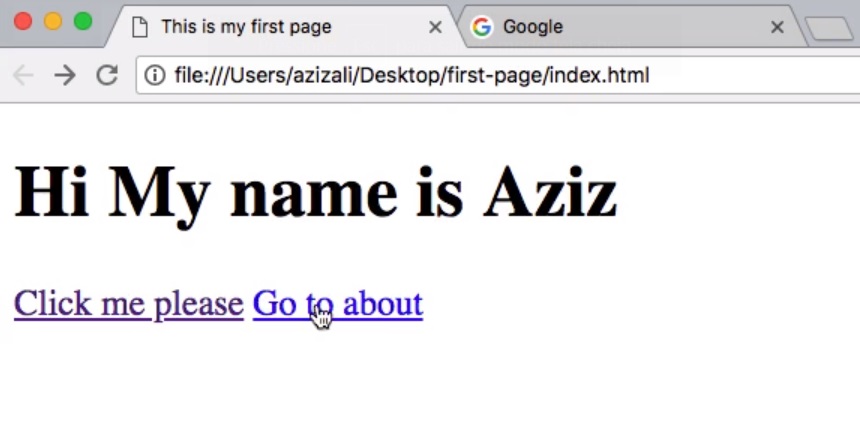 This is my first page Google
file:///Users/azizali/Desktop/first-page/index.html
Hi My name is Aziz
Click me please Go to about